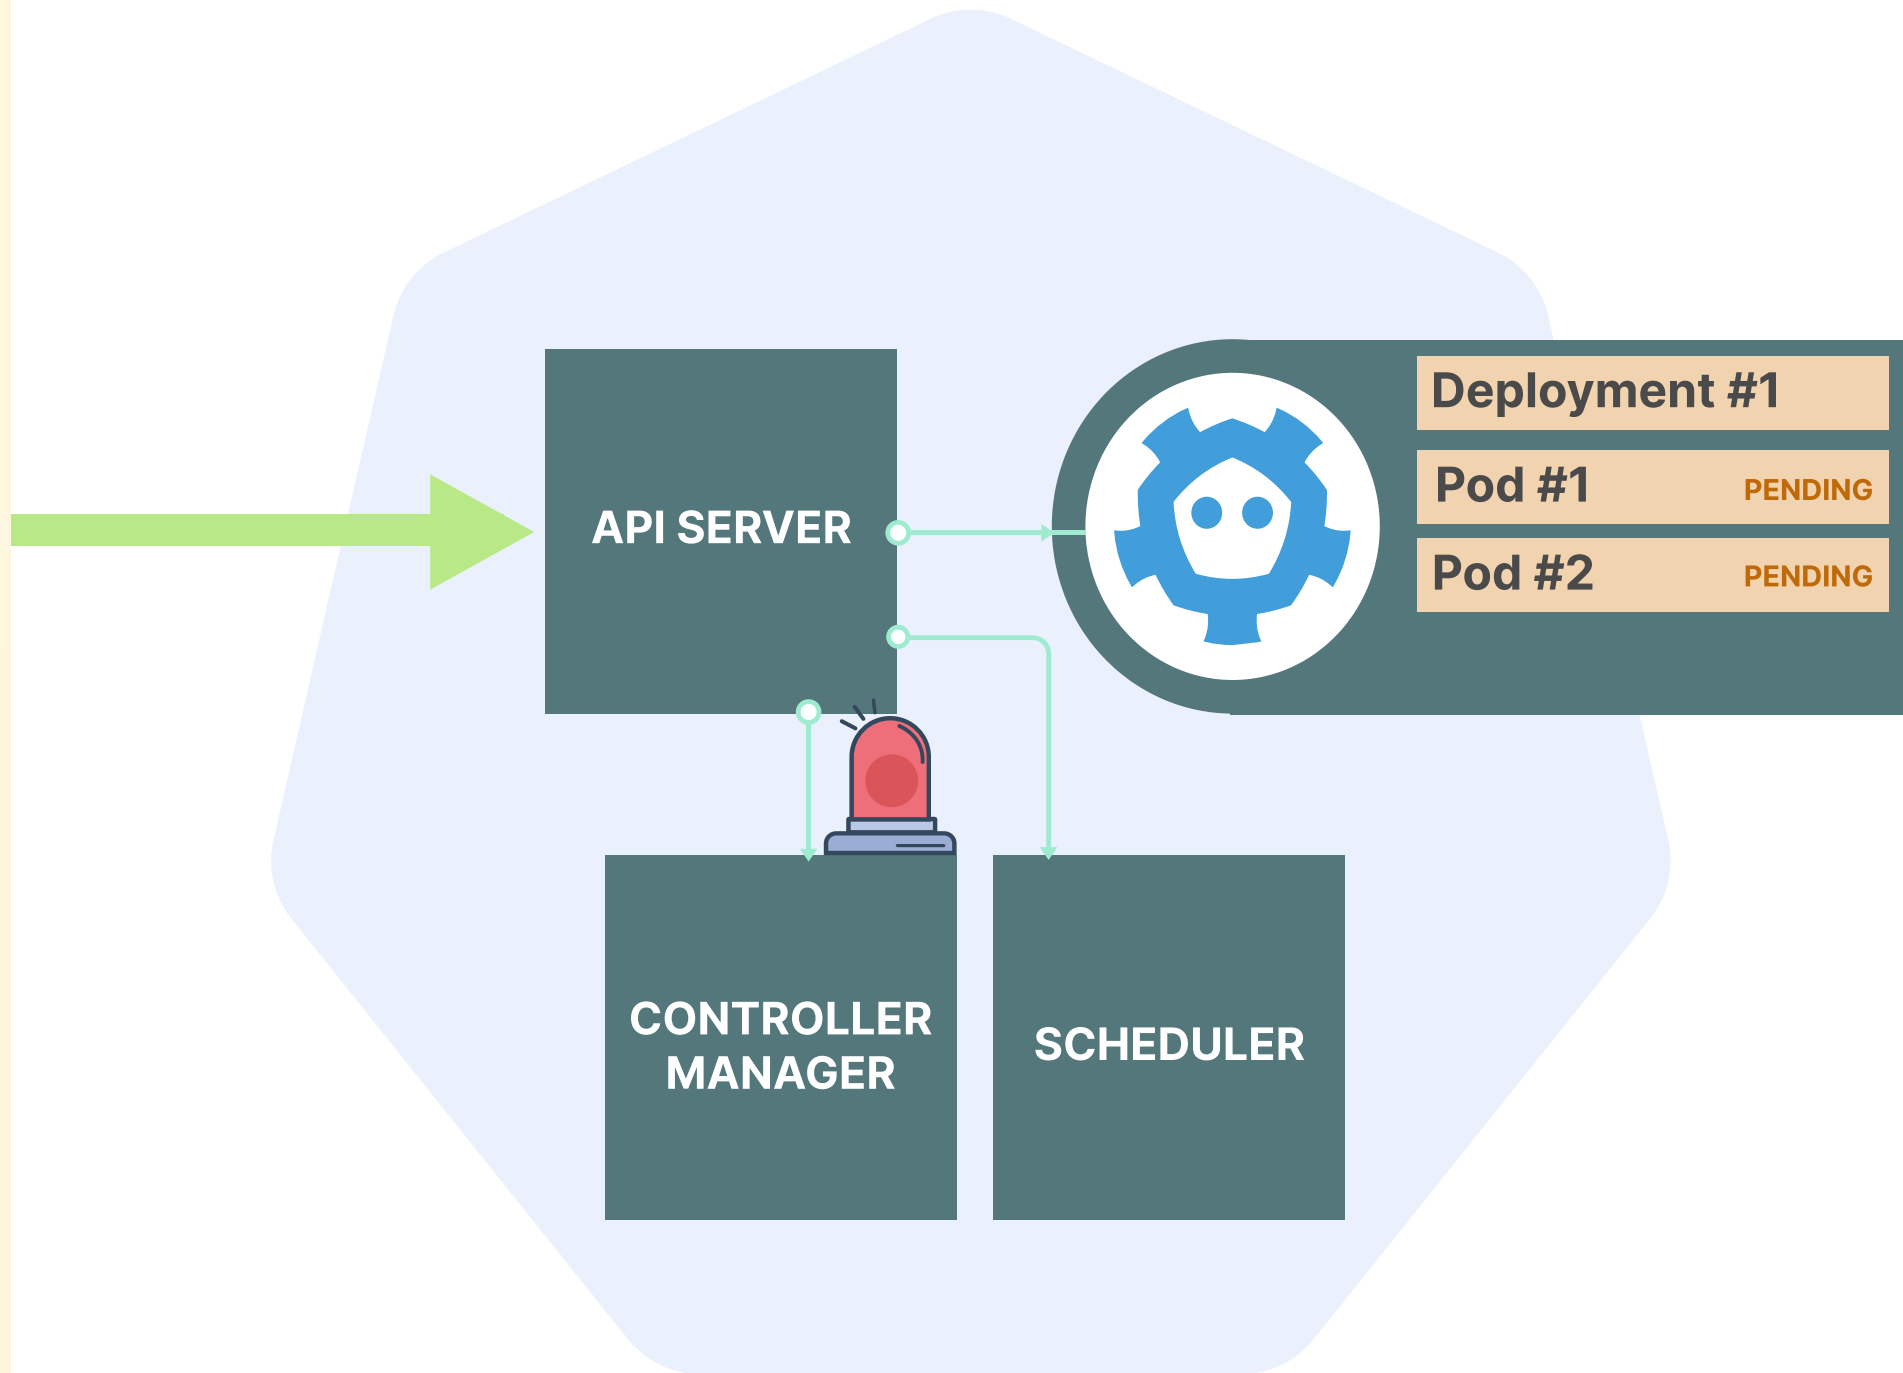 API SERVER
Deployment #1
Pod #1 PENDING
Pod #2 PENDING
CONTROLLER
MANAGER
SCHEDULER